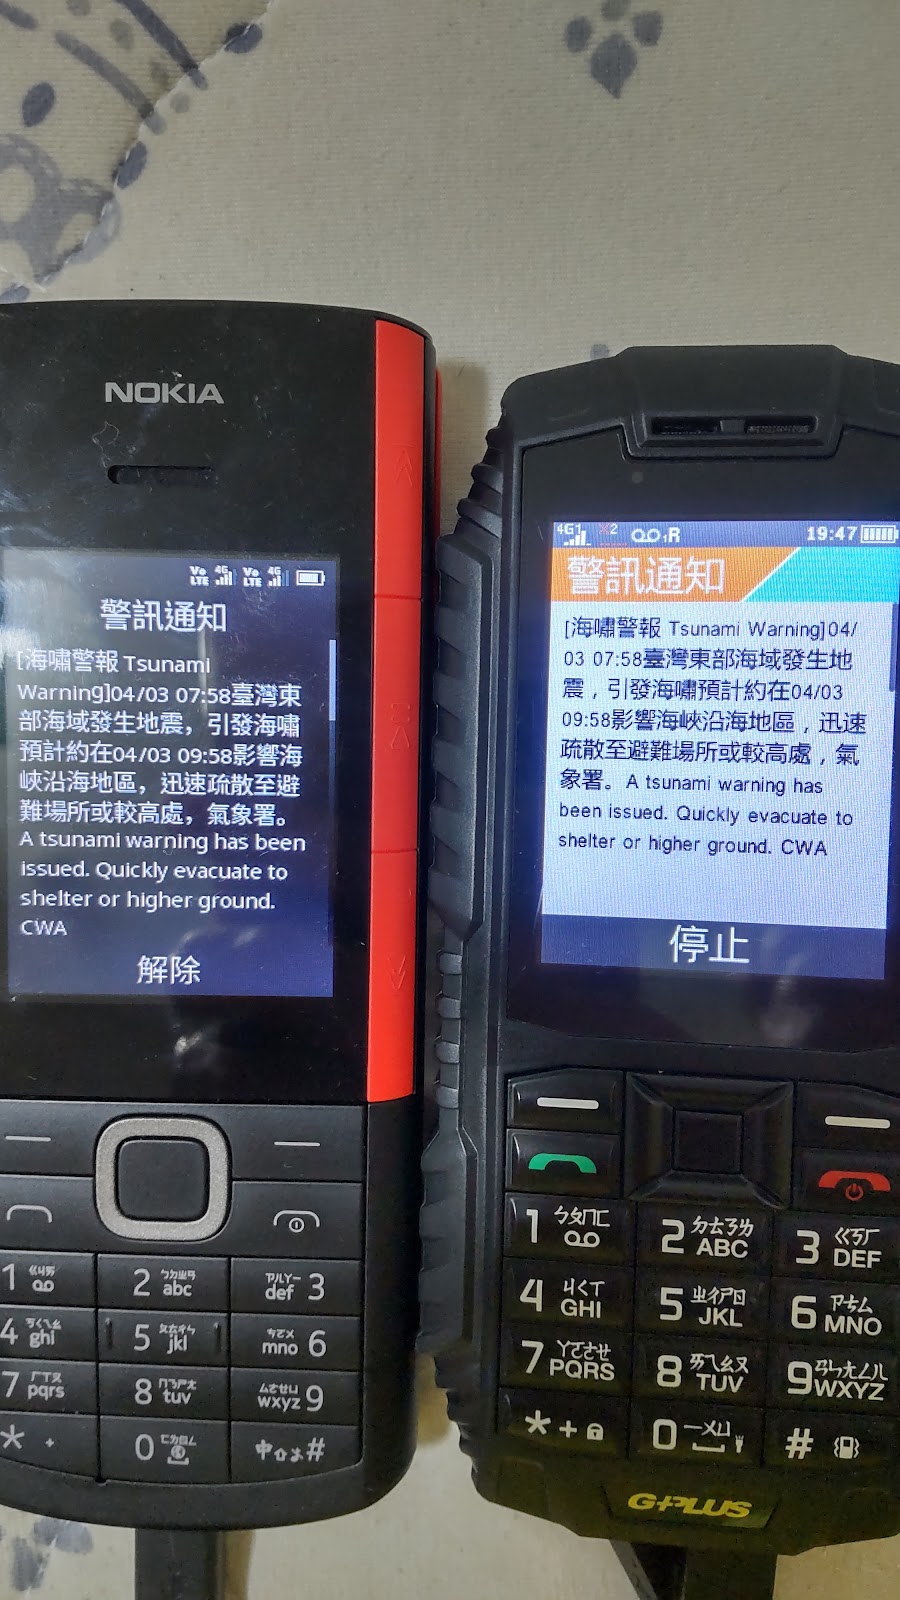 NOKIA
Vo LTE 4G Vo LTE 4G
警訊通知
[海嘯警報 Tsunami
Warning]04/03 07:58臺灣東
部海域發生地震，引發海嘯
預計約在04/03 09:58影響海
峽沿海地區，迅速疏散至避
難場所或較高處，氣象署。
A tsunami warning has been
issued. Quickly evacuate to
shelter or higher ground.
CWA
解除
1
2 abc
def 3
4 ghi
5 jkl
mno 6
7 pqrs
8 tuv
wxyz 9
* +
0
#
4G1 2 R 19:47
警訊通知
[海嘯警報 Tsunami Warning]04/
03 07:58臺灣東部海域發生地
震，引發海嘯預計約在04/03
09:58影響海峽沿海地區，迅速
疏散至避難場所或較高處，氣
象署。A tsunami warning has
been issued. Quickly evacuate to
shelter or higher ground. CWA
停止
1 ㄅㄆㄇㄈ
2 ㄉㄊㄋㄌ ABC
3 ㄍㄎㄏ DEF
4 ㄐㄑㄒ GHI
5 ㄓㄔㄕㄖ JKL
6 ㄗㄘㄙ MNO
7 ㄚㄛㄜㄝ PQRS
8 ㄞㄟㄠㄡ TUV
9 ㄢㄣㄤㄥㄦ WXYZ
* +
0 ㄧㄨㄩ
#
G+PLUS